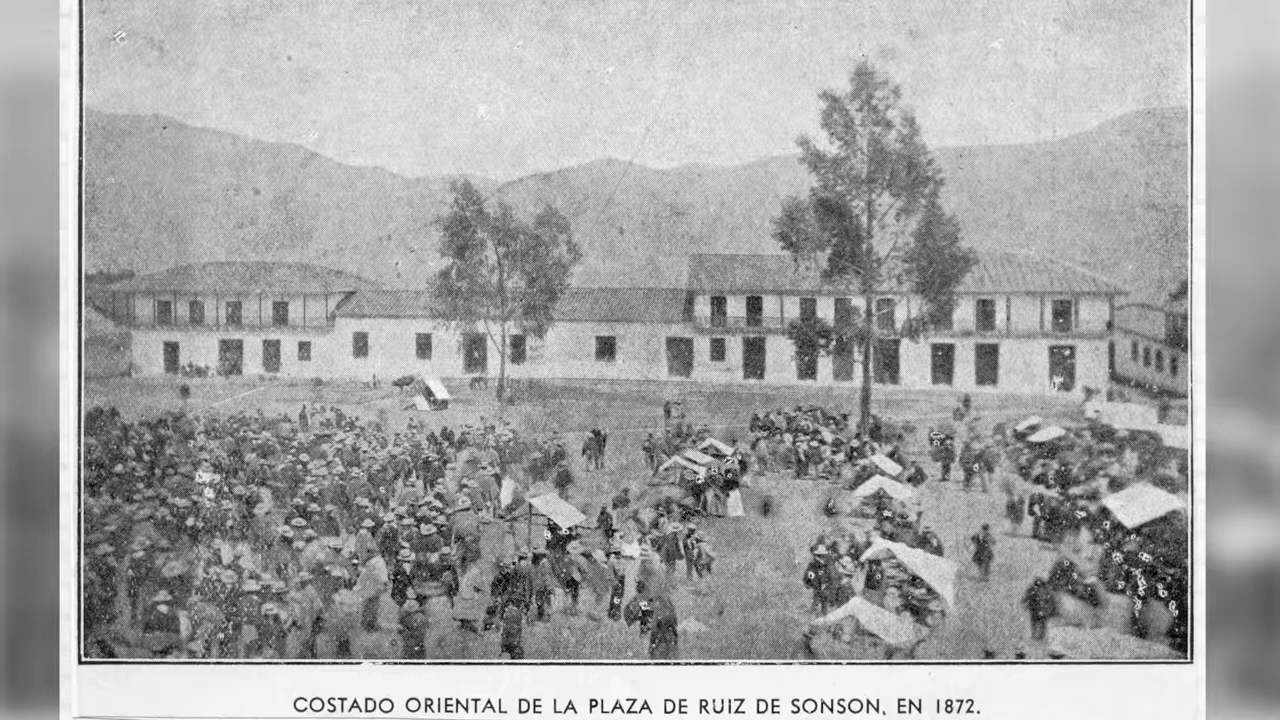 COSTADO ORIENTAL DE LA PLAZA DE RUIZ DE SONSON, EN 1872.